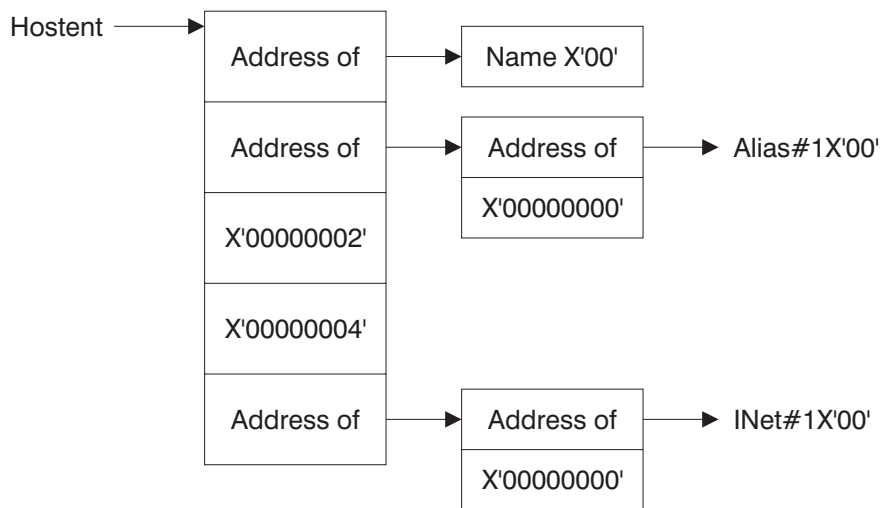 Hostent
Address of
Name X'00'
Address of
Address of
Alias#1X'00'
X'00000000'
X'00000002'
X'00000004'
Address of
Address of
INet#1X'00'
X'00000000'